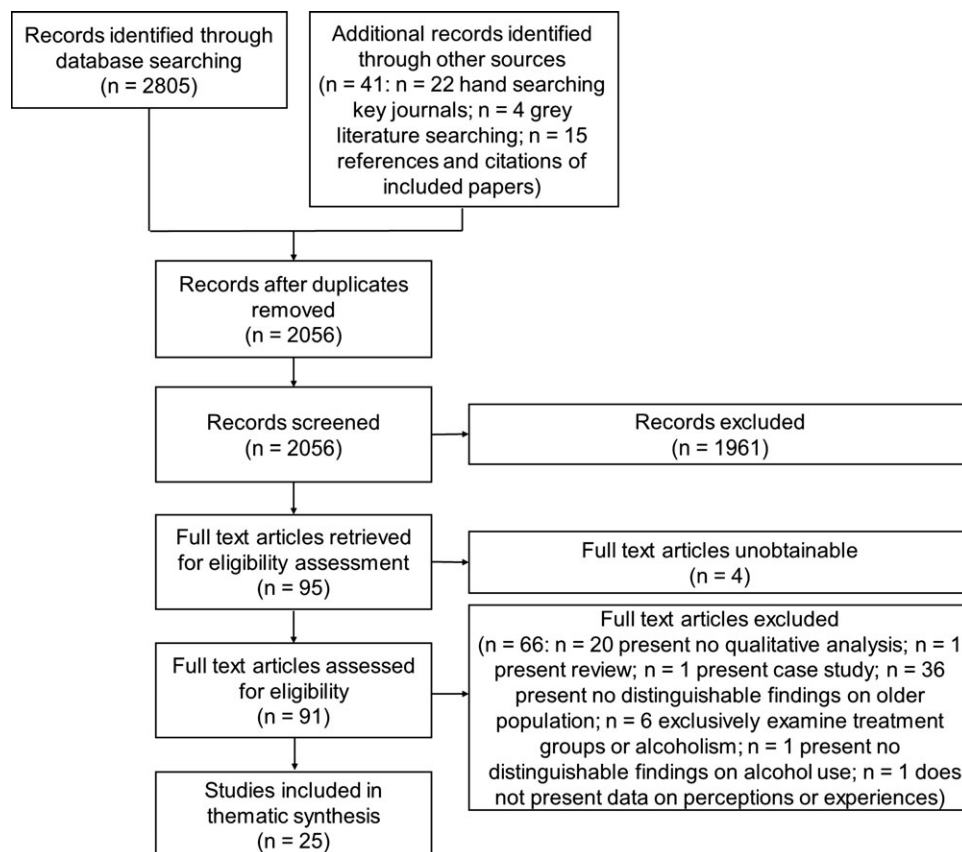 Records identified through
database searching
(n = 2805)
Additional records identified
through other sources
(n = 41: n = 22 hand searching
key journals; n = 4 grey
literature searching; n = 15
references and citations of
included papers)
Records after duplicates
removed
(n = 2056)
Records screened
(n = 2056)
Records excluded
(n = 1961)
Full text articles retrieved
for eligibility assessment
(n = 95)
Full text articles unobtainable
(n = 4)
Full text articles assessed
for eligibility
(n = 91)
Full text articles excluded
(n = 66: n = 20 present no qualitative analysis; n = 1
present review; n = 1 present case study; n = 36
present no distinguishable findings on older
population; n = 6 exclusively examine treatment
groups or alcoholism; n = 1 present no
distinguishable findings on alcohol use; n = 1 does
not present data on perceptions or experiences)
Studies included in
thematic synthesis
(n = 25)